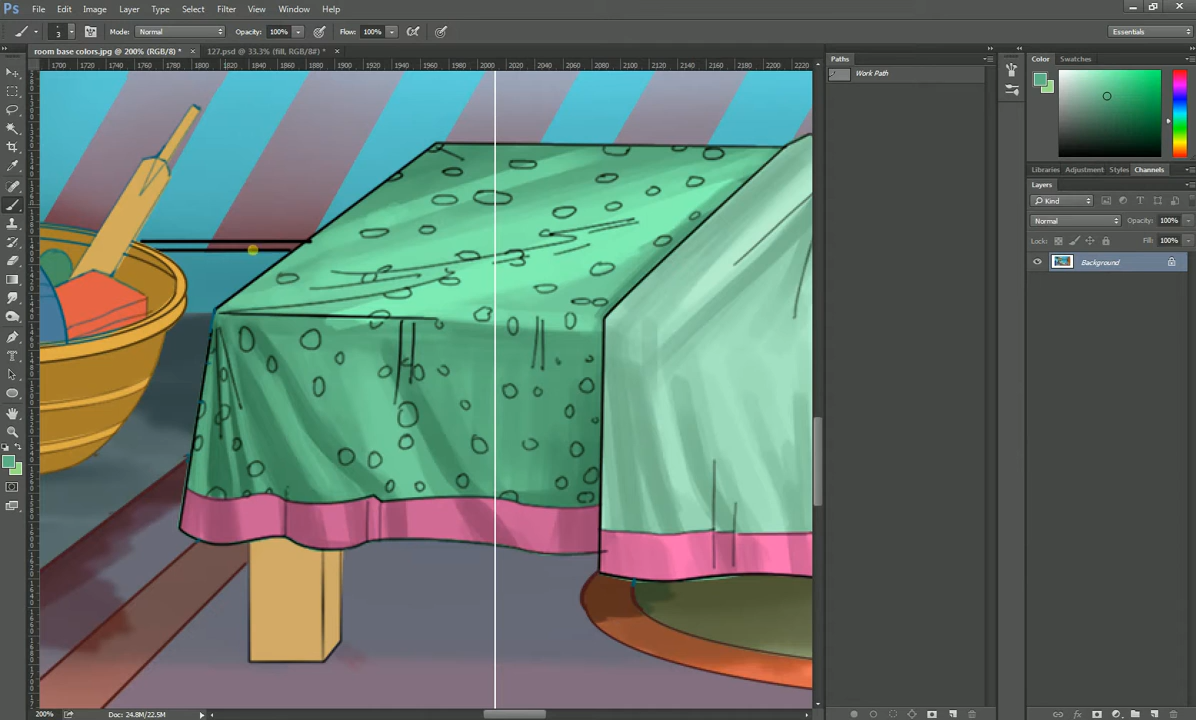 Ps File Edit Image Layer Type Select Filter View Window Help
3 Mode: Normal Opacity: 100% Flow: 100% Essentials
room base colors.jpg @ 200% (RGB/8) * × 127.psd @ 33.3% (fill, RGB/8#) * ×
1700 1720 1740 1760 1780 1800 1820 1840 1860 1880 1900 1920 1940 1960 1980 2000 2020 2040 2060 2080 2100 2120 2140 2160 2180 2200 2220
Paths
Work Path
Color Swatches
Libraries Adjustment Styles Channels
Layers
Kind
Normal Opacity: 100%
Lock: Fill: 100%
Background
200% Doc: 24.8M/22.5M